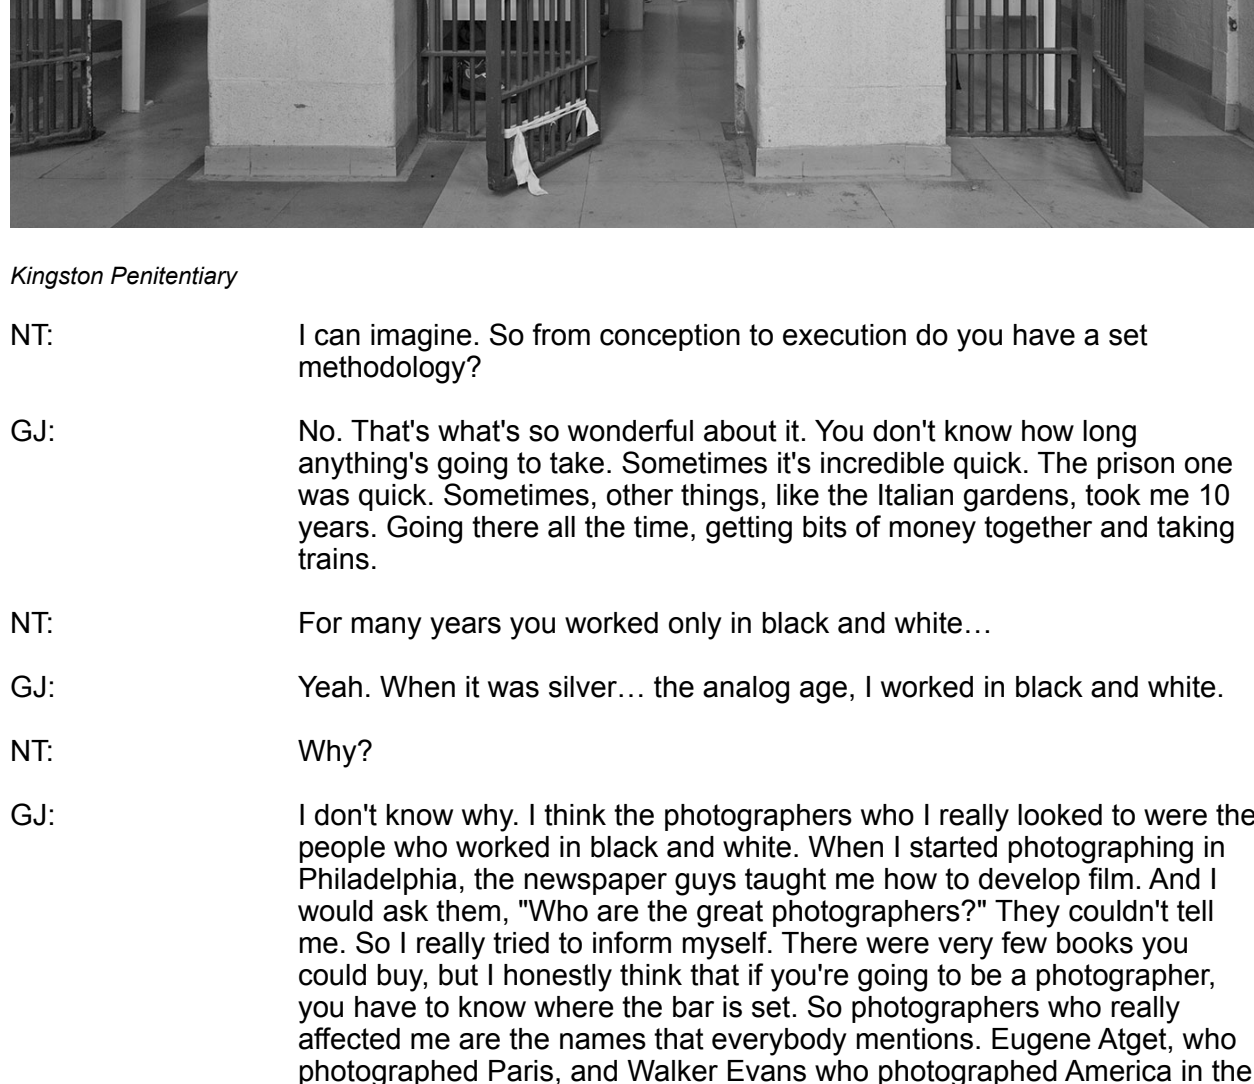 Kingston Penitentiary
NT: I can imagine. So from conception to execution do you have a set
methodology?
GJ: No. That's what's so wonderful about it. You don't know how long
anything's going to take. Sometimes it's incredible quick. The prison one
was quick. Sometimes, other things, like the Italian gardens, took me 10
years. Going there all the time, getting bits of money together and taking
trains.
NT: For many years you worked only in black and white…
GJ: Yeah. When it was silver… the analog age, I worked in black and white.
NT: Why?
GJ: I don't know why. I think the photographers who I really looked to were the
people who worked in black and white. When I started photographing in
Philadelphia, the newspaper guys taught me how to develop film. And I
would ask them, "Who are the great photographers?" They couldn't tell
me. So I really tried to inform myself. There were very few books you
could buy, but I honestly think that if you're going to be a photographer,
you have to know where the bar is set. So photographers who really
affected me are the names that everybody mentions. Eugene Atget, who
photographed Paris, and Walker Evans who photographed America in the